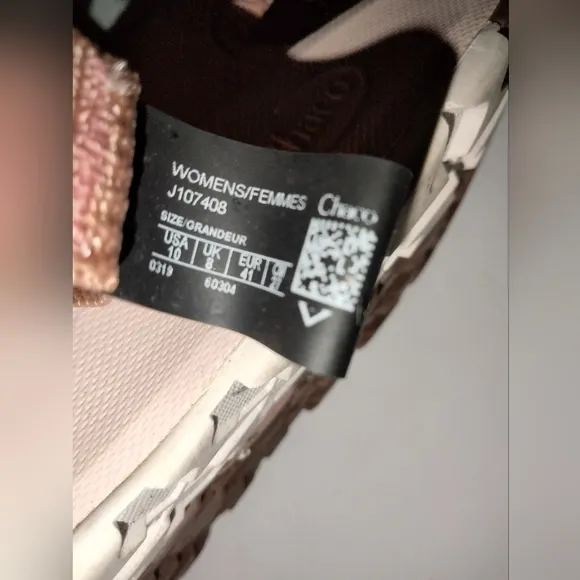 WOMENS/FEMMES Chaco
J107408
SIZE/GRANDEUR
USA UK EUR
10 8 41
0319 60304